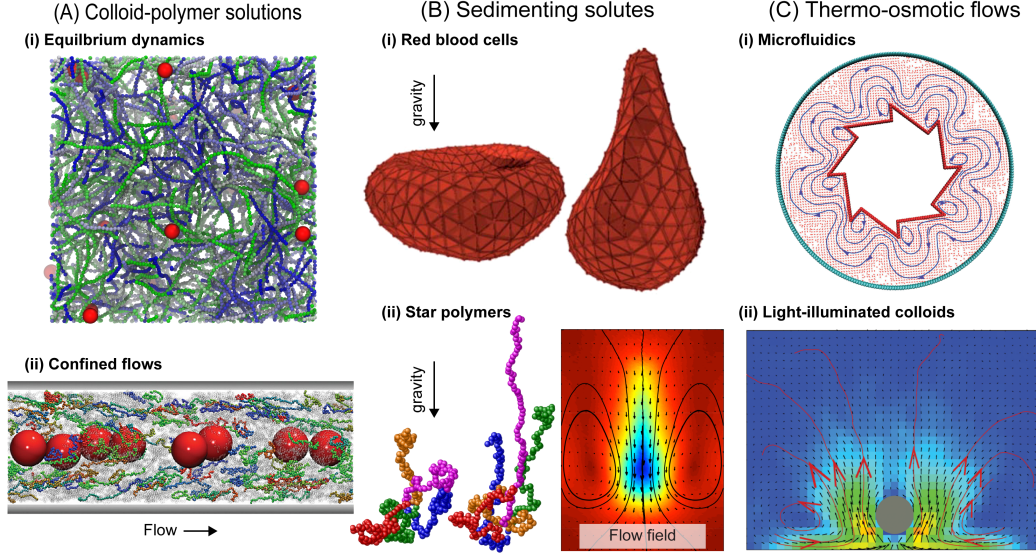 (A) Colloid-polymer solutions
(i) Equilbrium dynamics
(ii) Confined flows
Flow
(B) Sedimenting solutes
(i) Red blood cells
gravity
(ii) Star polymers
gravity
Flow field
(C) Thermo-osmotic flows
(i) Microfluidics
(ii) Light-illuminated colloids